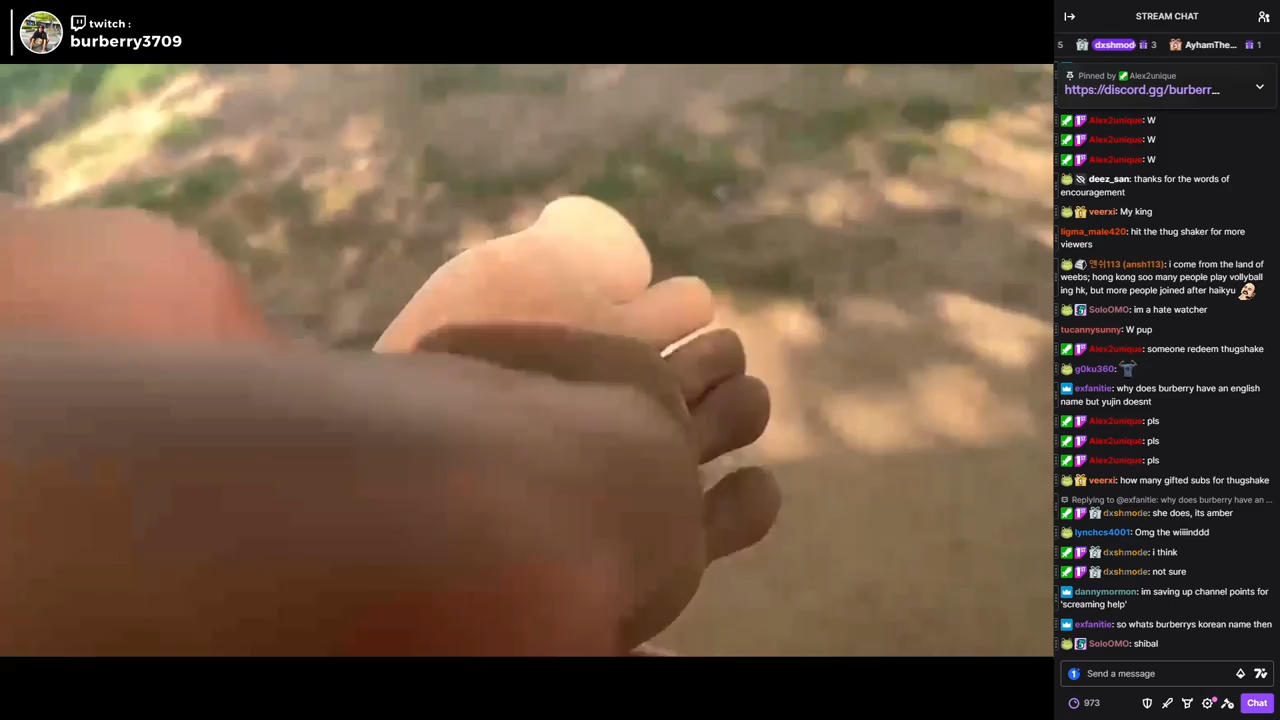 twitch :
burberry3709
STREAM CHAT
5 dxshmod 3 AyhamThe... 1
Pinned by Alex2unique
https://discord.gg/burberr...
Alex2unique: W
Alex2unique: W
Alex2unique: W
deez_san: thanks for the words of
encouragement
veerxi: My king
ligma_male420: hit the thug shaker for more
viewers
앤쉬113 (ansh113): i come from the land of
weebs; hong kong soo many people play vollyball
ing hk, but more people joined after haikyu
SoloOMO: im a hate watcher
tucannysunny: W pup
Alex2unique: someone redeem thugshake
g0ku360:
exfanitie: why does burberry have an english
name but yujin doesnt
Alex2unique: pls
Alex2unique: pls
Alex2unique: pls
veerxi: how many gifted subs for thugshake
Replying to @exfanitie: why does burberry have an ...
dxshmode: she does, its amber
lynchcs4001: Omg the wiiinddd
dxshmode: i think
dxshmode: not sure
dannymormon: im saving up channel points for
'screaming help'
exfanitie: so whats burberrys korean name then
SoloOMO: shibal
Send a message
973
Chat